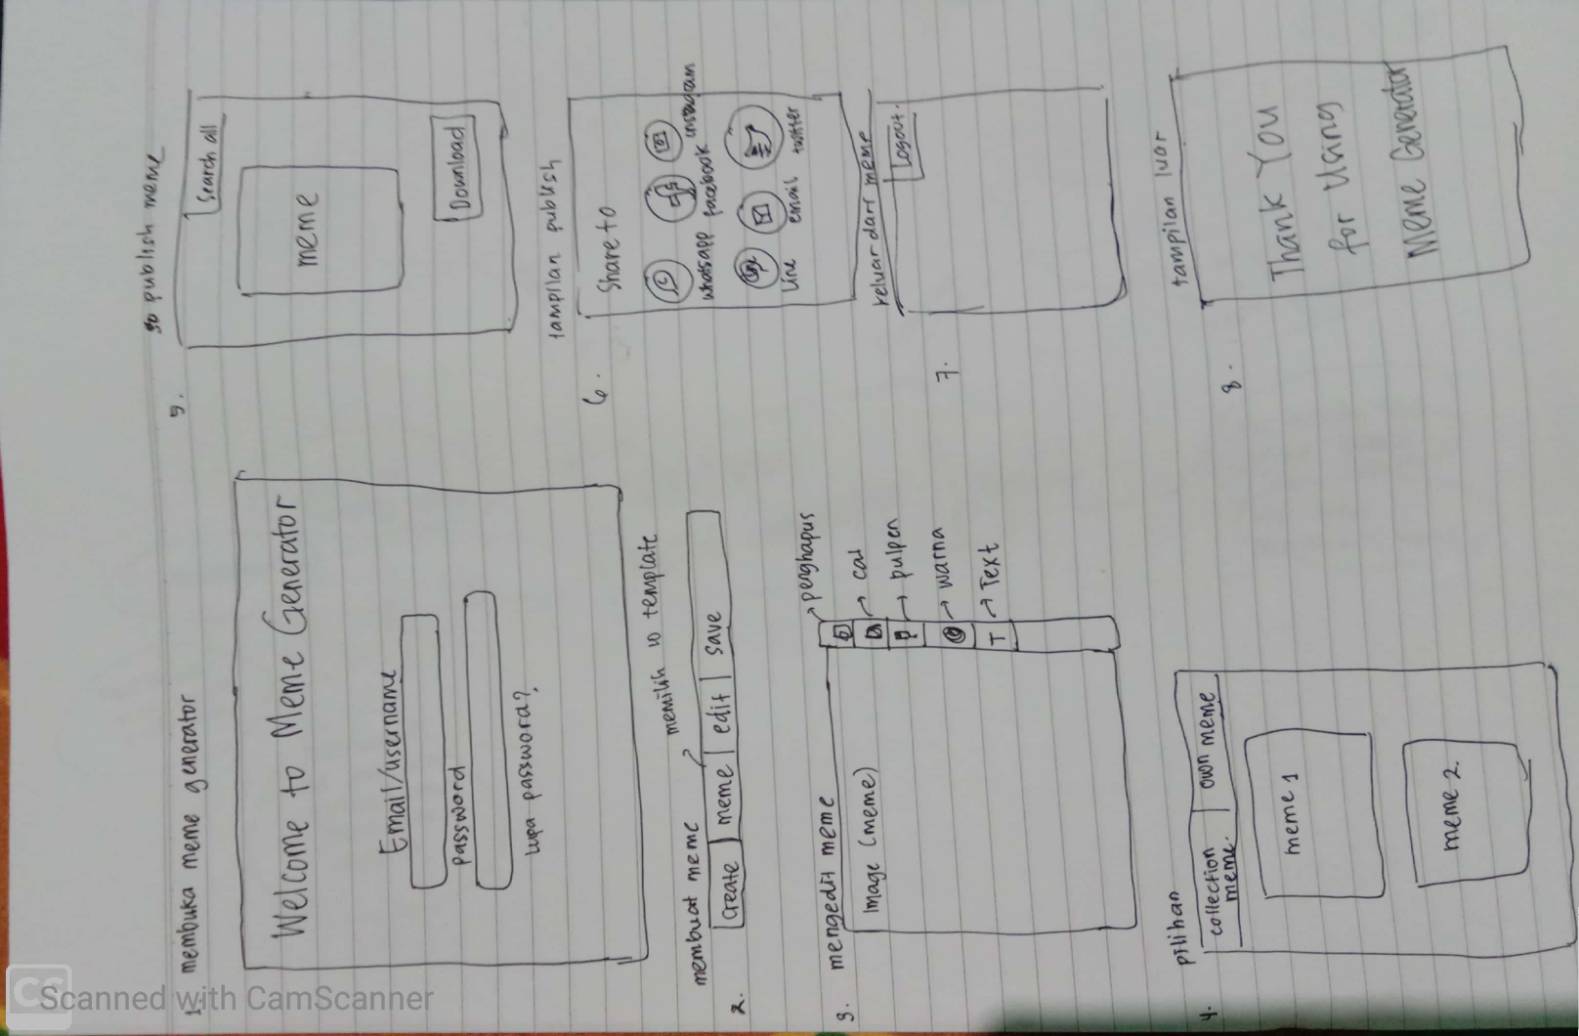 1. membuka meme generator
Welcome to Meme Generator
Email/username
password
lupa password?
2. membuat meme
memilih template
Create | meme | edit | save
3. mengedit meme
Image (meme)
penghapus
cat
pulpen
warna
T
Text
4. pilihan
collection meme. | own meme
meme 1
meme 2.
5. publish meme
Search all
meme
Download
6. tampilan publish
Share to
whatsapp facebook instagram
Line email twitter
7. keluar dari meme
Logout.
8. tampilan luar
Thank You
for Using
Meme Generator
CS
Scanned with CamScanner